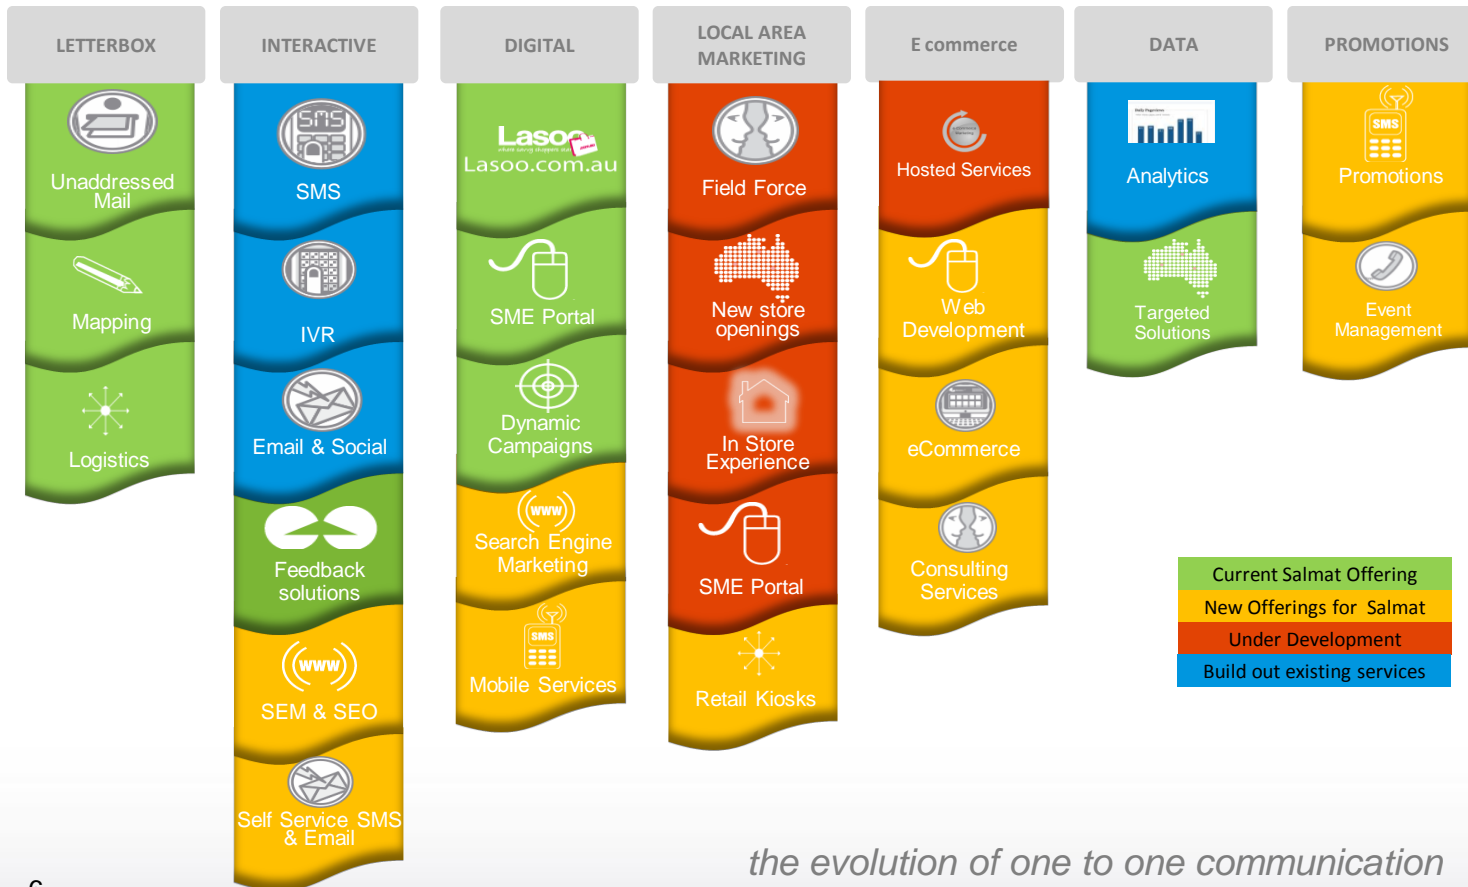 LETTERBOX
INTERACTIVE
DIGITAL
LOCAL AREA
MARKETING
E commerce
DATA
PROMOTIONS
Unaddressed
Mail
Mapping
Logistics
SMS
SMS
IVR
Email & Social
Feedback
solutions
www
SEM & SEO
Self Service SMS
& Email
Lasoo
Lasoo.com.au
SME Portal
Dynamic
Campaigns
www
Search Engine
Marketing
SMS
Mobile Services
Field Force
New store
openings
In Store
Experience
SME Portal
Retail Kiosks
Hosted Services
Web
Development
eCommerce
Consulting
Services
Analytics
Targeted
Solutions
SMS
Promotions
Event
Management
Current Salmat Offering
New Offerings for Salmat
Under Development
Build out existing services
the evolution of one to one communication